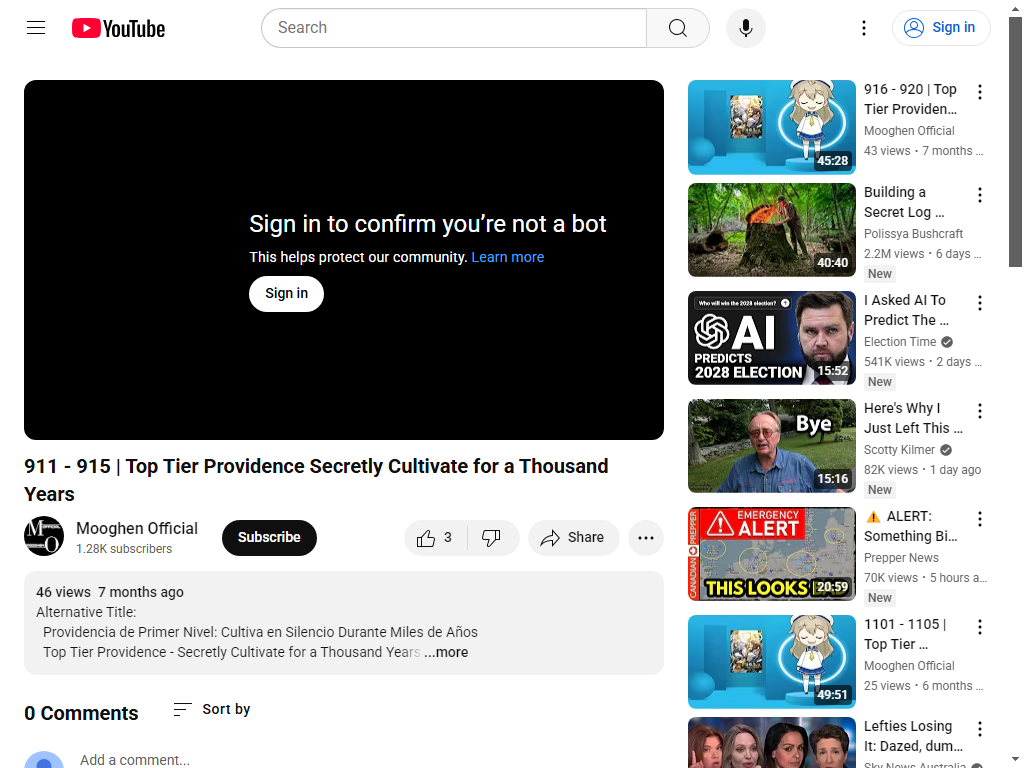 YouTube
Search
Sign in
Sign in to confirm you’re not a bot
This helps protect our community. Learn more
Sign in
911 - 915 | Top Tier Providence Secretly Cultivate for a Thousand
Years
Mooghen Official
1.28K subscribers
Subscribe
3
Share
46 views 7 months ago
Alternative Title:
Providencia de Primer Nivel: Cultiva en Silencio Durante Miles de Años
Top Tier Providence - Secretly Cultivate for a Thousand Years ...more
0 Comments
Sort by
Add a comment...
45:28
916 - 920 | Top
Tier Providen...
Mooghen Official
43 views • 7 months ...
40:40
Building a
Secret Log ...
Polissya Bushcraft
2.2M views • 6 days ...
New
Who will win the 2028 election?
AI
PREDICTS
2028 ELECTION
15:52
I Asked AI To
Predict The ...
Election Time
541K views • 2 days ...
New
Bye
15:16
Here's Why I
Just Left This ...
Scotty Kilmer
82K views • 1 day ago
New
CANADIAN PREPPER
EMERGENCY
ALERT
THIS LOOKS
20:59
⚠️ ALERT:
Something Bi...
Prepper News
70K views • 5 hours a...
New
49:51
1101 - 1105 |
Top Tier ...
Mooghen Official
25 views • 6 months ...
Lefties Losing
It: Dazed, dum...
Sky News Australia